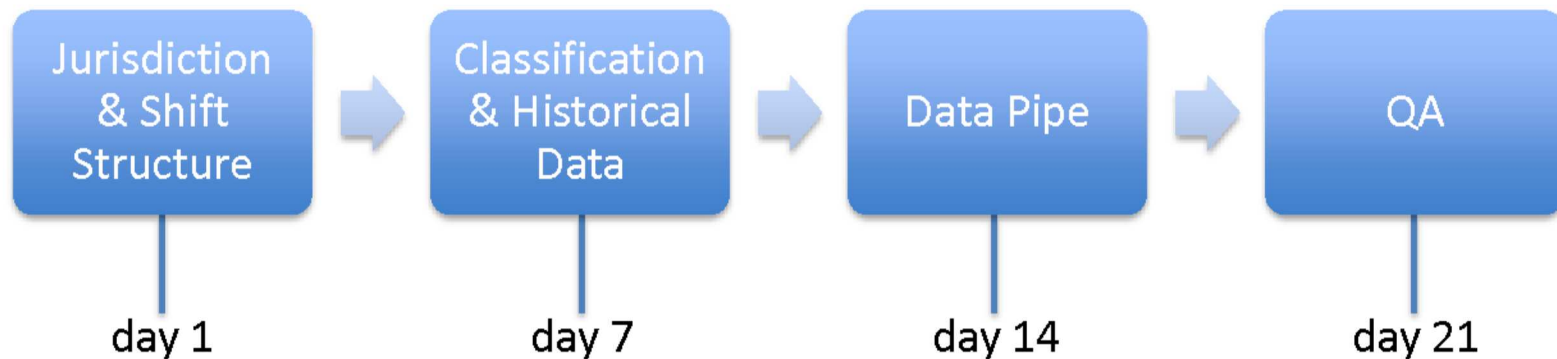 Jurisdiction
& Shift
Structure
Classification
& Historical
Data
Data Pipe
QA
day 1
day 7
day 14
day 21